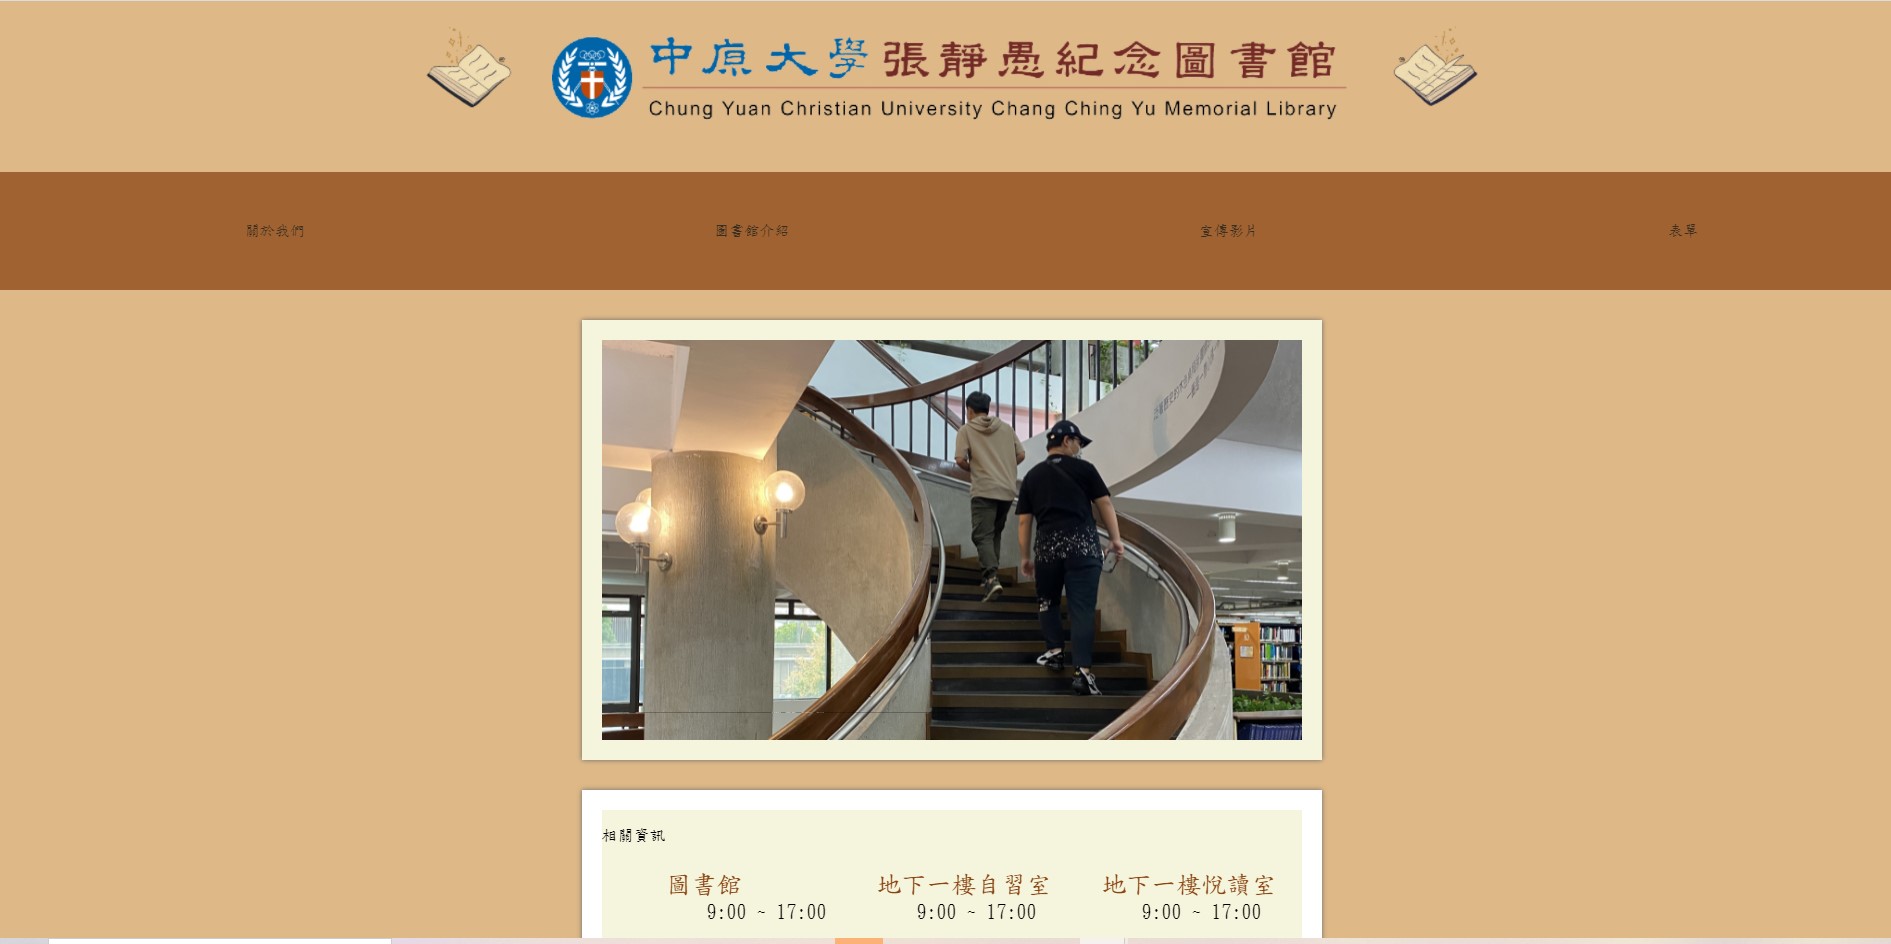 中原大學 張靜愚紀念圖書館
Chung Yuan Christian University Chang Ching Yu Memorial Library
關於我們
圖書館介紹
宣傳影片
表單
相關資訊
圖書館
9:00 ~ 17:00
地下一樓自習室
9:00 ~ 17:00
地下一樓悅讀室
9:00 ~ 17:00